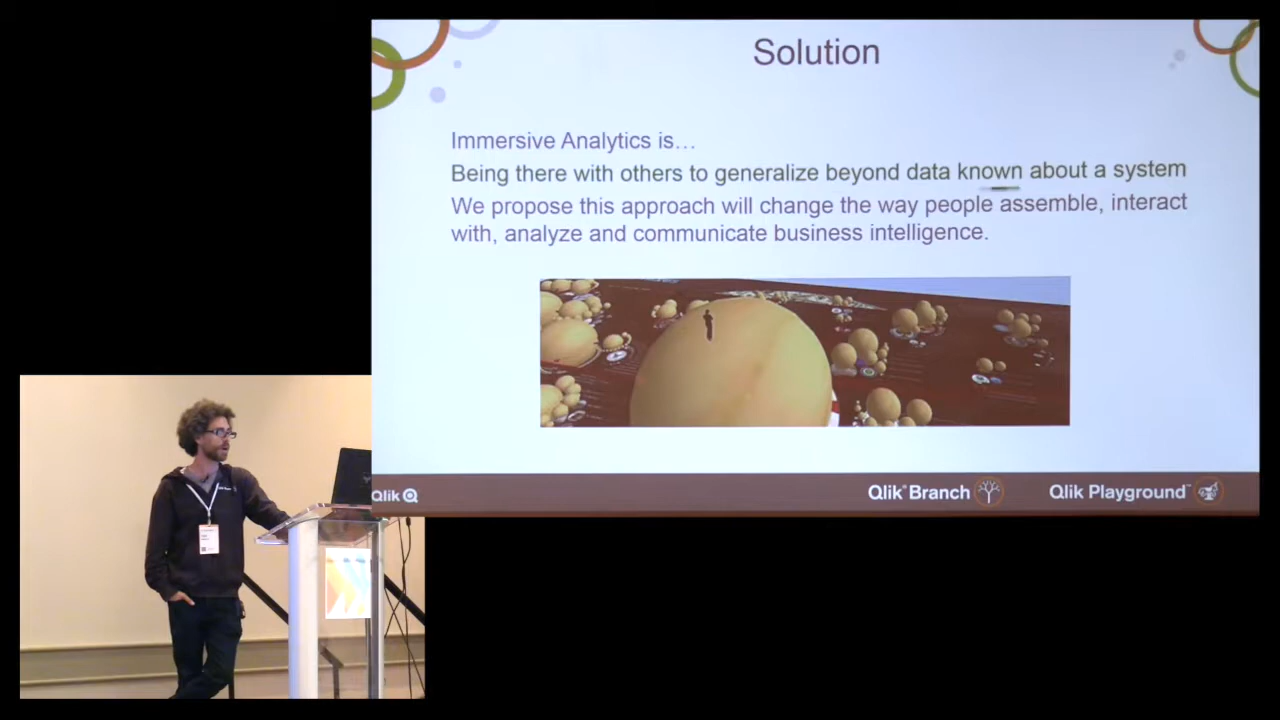 Solution
Immersive Analytics is…
Being there with others to generalize beyond data known about a system
We propose this approach will change the way people assemble, interact
with, analyze and communicate business intelligence.
Qlik
Qlik Branch
Qlik Playground™